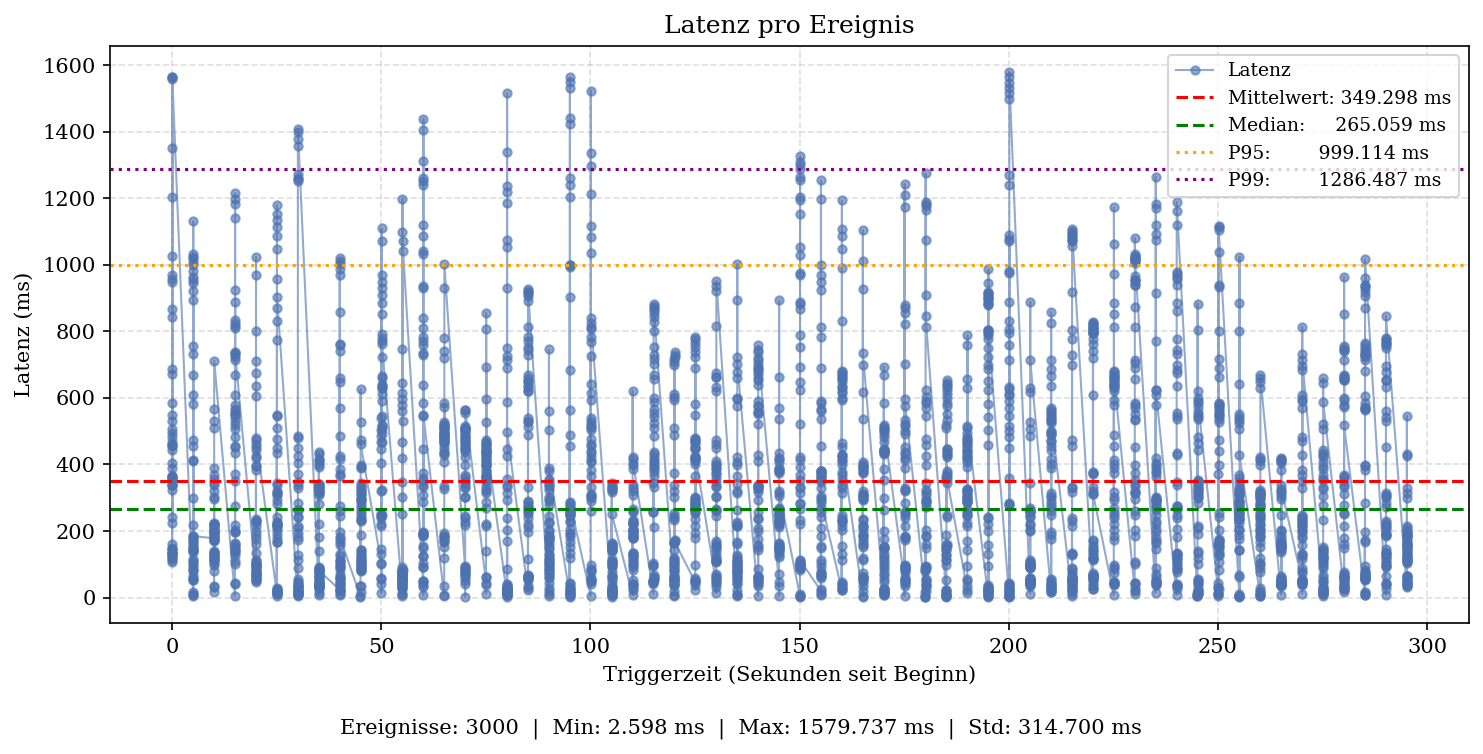 Latenz pro Ereignis
Latenz (ms)
1600
1400
1200
1000
800
600
400
200
0
Latenz
Mittelwert: 349.298 ms
Median: 265.059 ms
P95: 999.114 ms
P99: 1286.487 ms
0 50 100 150 200 250 300
Triggerzeit (Sekunden seit Beginn)
Ereignisse: 3000 | Min: 2.598 ms | Max: 1579.737 ms | Std: 314.700 ms